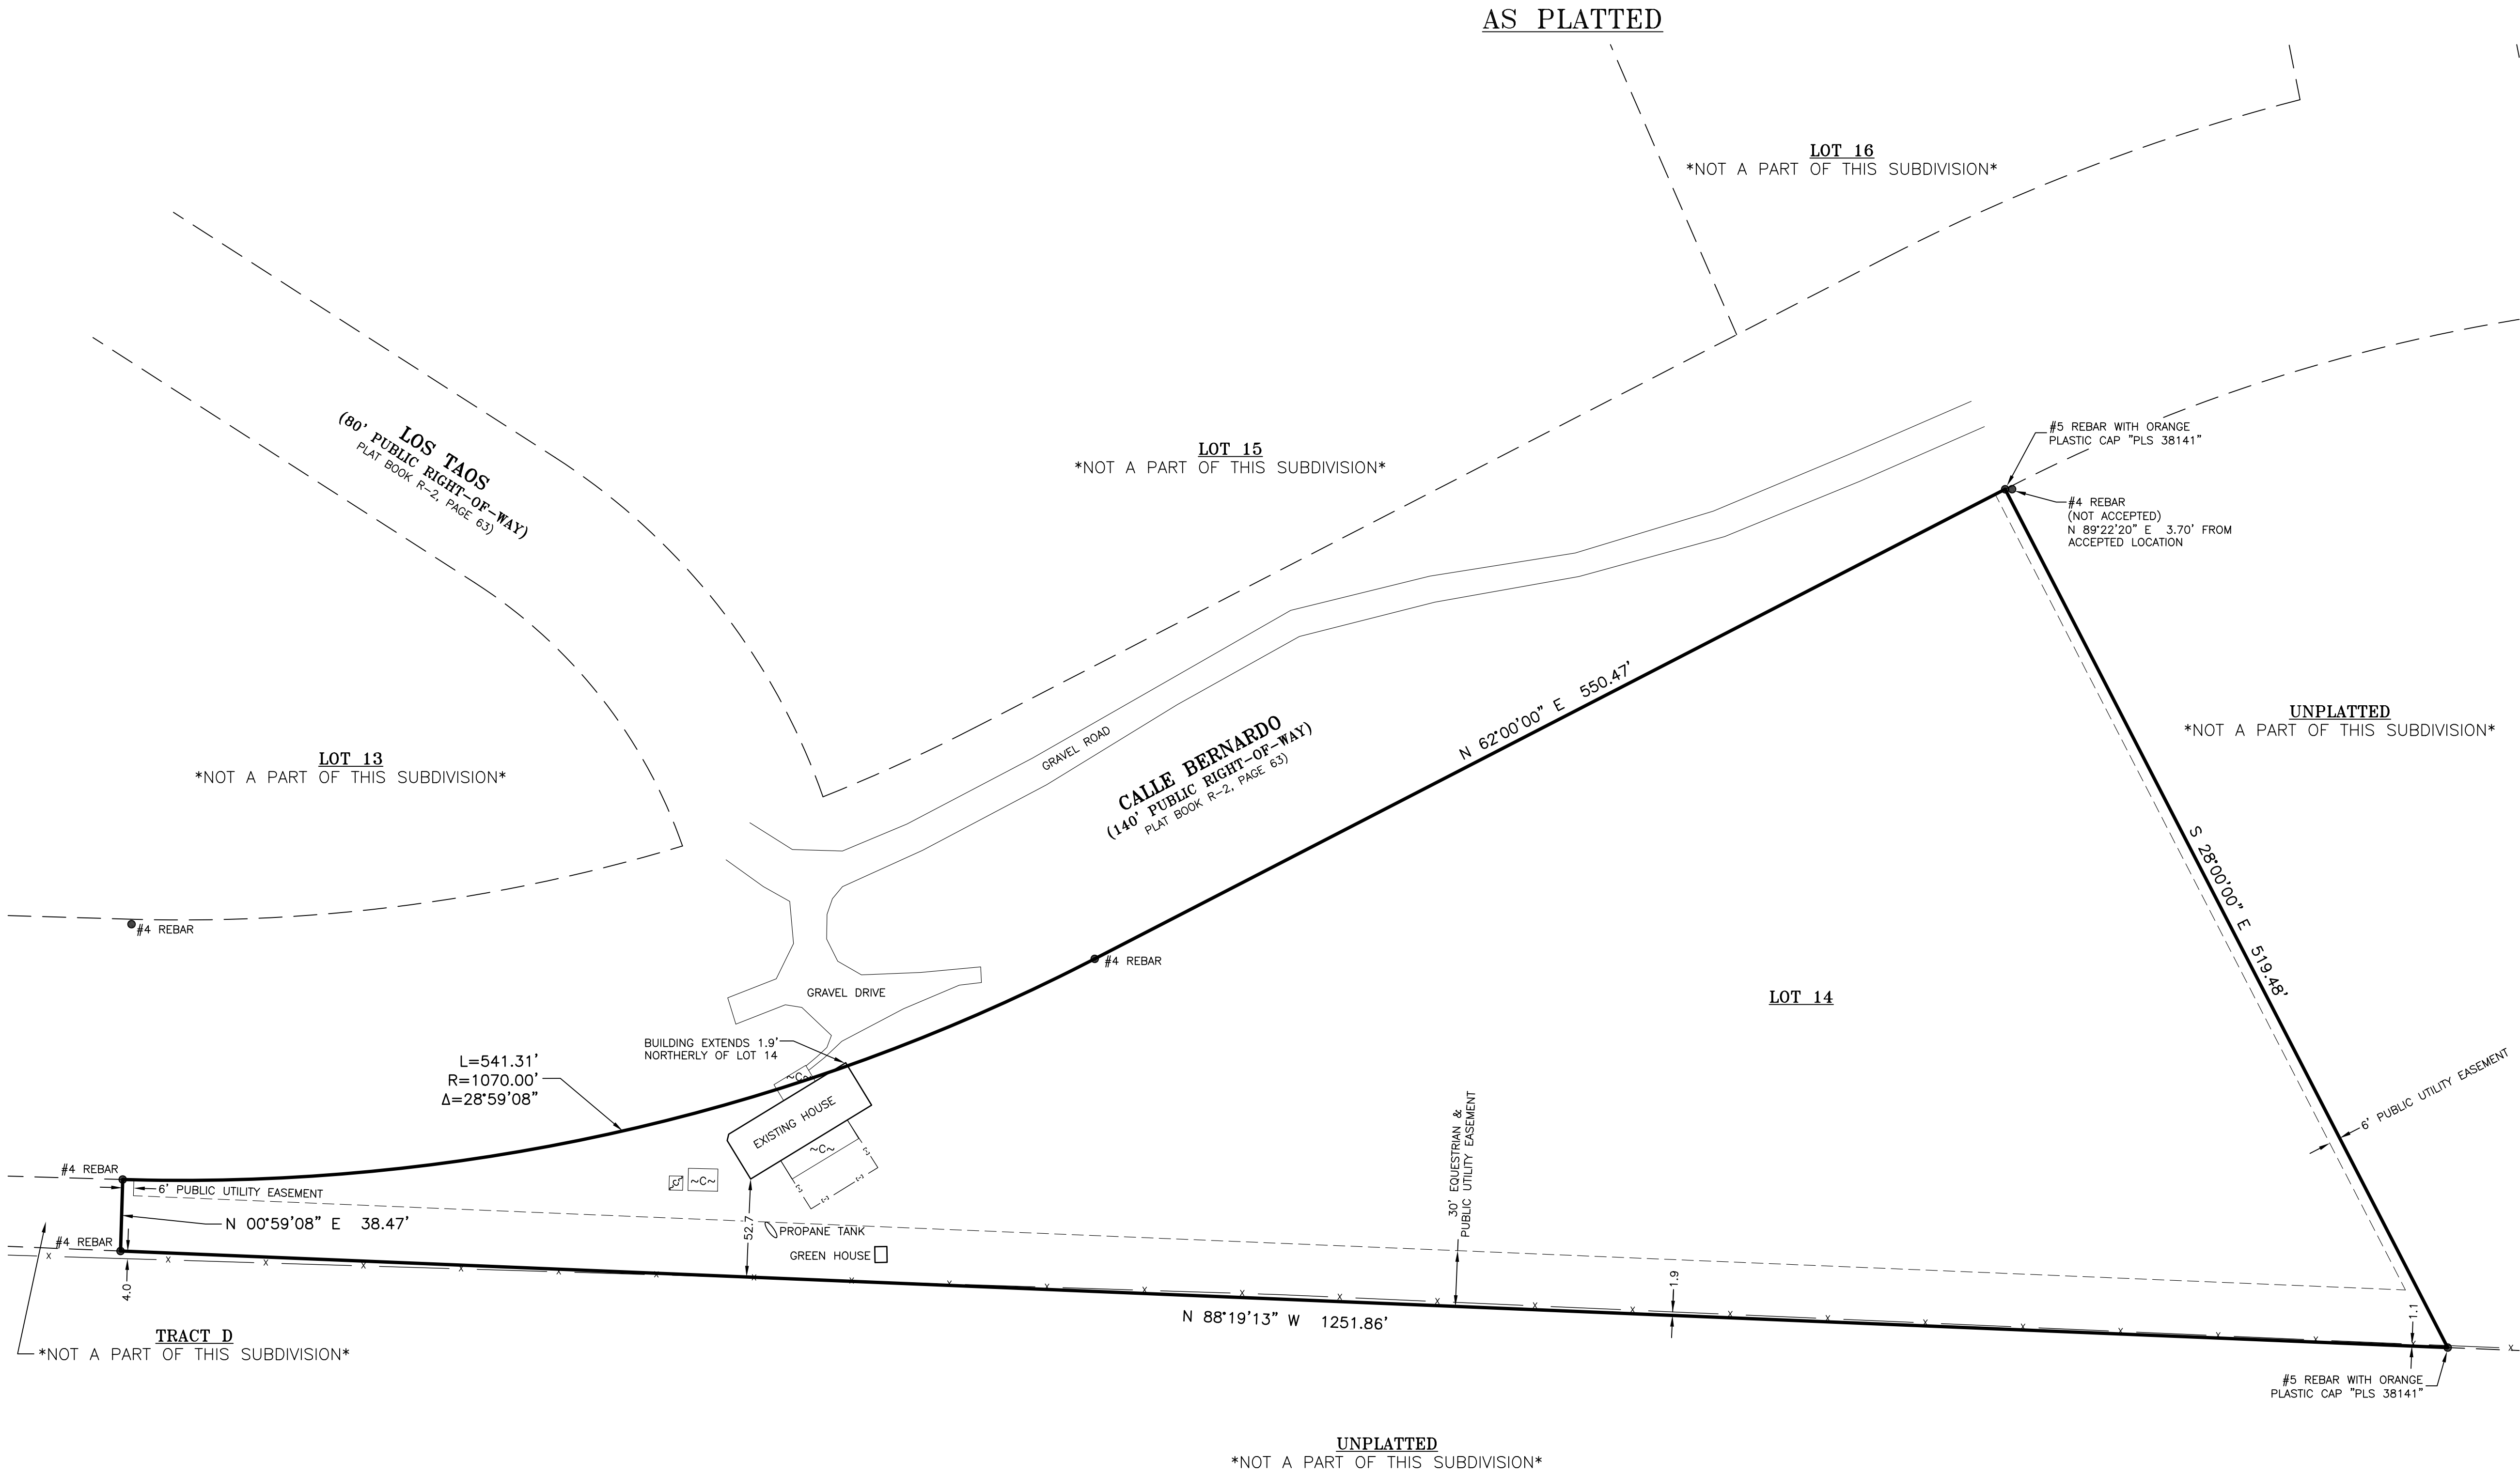 AS PLATTED
LOT 16
*NOT A PART OF THIS SUBDIVISION*
LOS TAOS
(80' PUBLIC RIGHT-OF-WAY)
PLAT BOOK R-2, PAGE 63)
LOT 15
*NOT A PART OF THIS SUBDIVISION*
#5 REBAR WITH ORANGE
PLASTIC CAP "PLS 38141"
#4 REBAR
(NOT ACCEPTED)
N 89°22'20" E 3.70' FROM
ACCEPTED LOCATION
N 62°00'00" E 550.47'
UNPLATTED
*NOT A PART OF THIS SUBDIVISION*
GRAVEL ROAD
CALLE BERNARDO
(140' PUBLIC RIGHT-OF-WAY)
PLAT BOOK R-2, PAGE 63)
LOT 13
*NOT A PART OF THIS SUBDIVISION*
S 28°00'00" E 519.48'
#4 REBAR
#4 REBAR
GRAVEL DRIVE
LOT 14
BUILDING EXTENDS 1.9'
NORTHERLY OF LOT 14
L=541.31'
R=1070.00'
Δ=28°59'08"
~C~
EXISTING HOUSE
~C~
6' PUBLIC UTILITY EASEMENT
30' EQUESTRIAN &
PUBLIC UTILITY EASEMENT
#4 REBAR
6' PUBLIC UTILITY EASEMENT
~C~
N 00°59'08" E 38.47'
52.7
PROPANE TANK
#4 REBAR
GREEN HOUSE
4.0
1.9
1.1
N 88°19'13" W 1251.86'
TRACT D
*NOT A PART OF THIS SUBDIVISION*
#5 REBAR WITH ORANGE
PLASTIC CAP "PLS 38141"
UNPLATTED
*NOT A PART OF THIS SUBDIVISION*